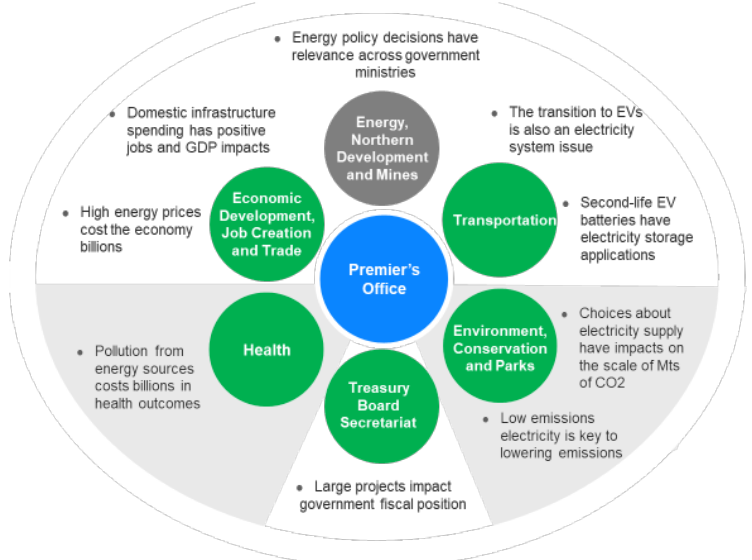 • Energy policy decisions have
relevance across government
ministries
• Domestic infrastructure
spending has positive
jobs and GDP impacts
Energy,
Northern
Development
and Mines
• The transition to EVs
is also an electricity
system issue
• High energy prices
cost the economy
billions
Economic
Development,
Job Creation
and Trade
Transportation
• Second-life EV
batteries have
electricity storage
applications
Premier's
Office
• Pollution from
energy sources
costs billions in
health outcomes
Health
Environment,
Conservation
and Parks
• Choices about
electricity supply
have impacts on
the scale of Mts
of CO2
Treasury
Board
Secretariat
• Low emissions
electricity is key to
lowering emissions
• Large projects impact
government fiscal position